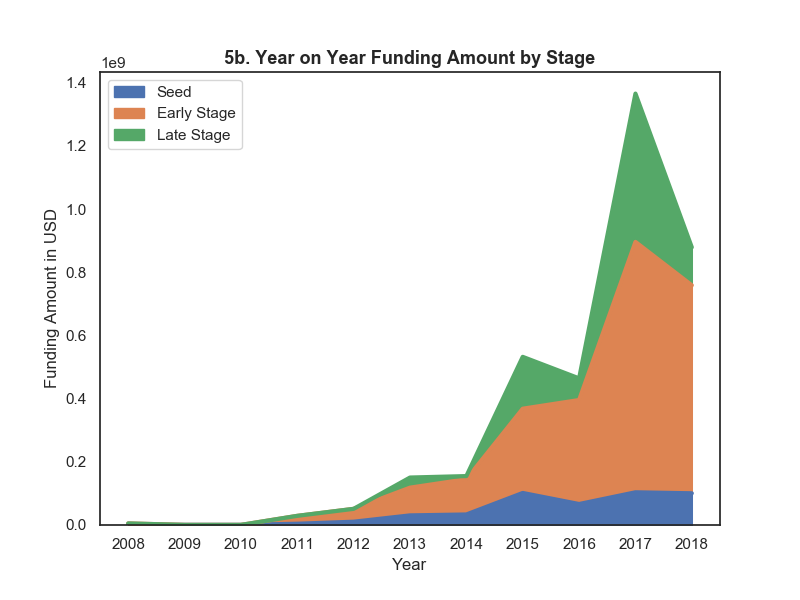 5b. Year on Year Funding Amount by Stage
1e9
1.4
1.2
1.0
0.8
0.6
0.4
0.2
0.0
Funding Amount in USD
Seed
Early Stage
Late Stage
2008 2009 2010 2011 2012 2013 2014 2015 2016 2017 2018
Year